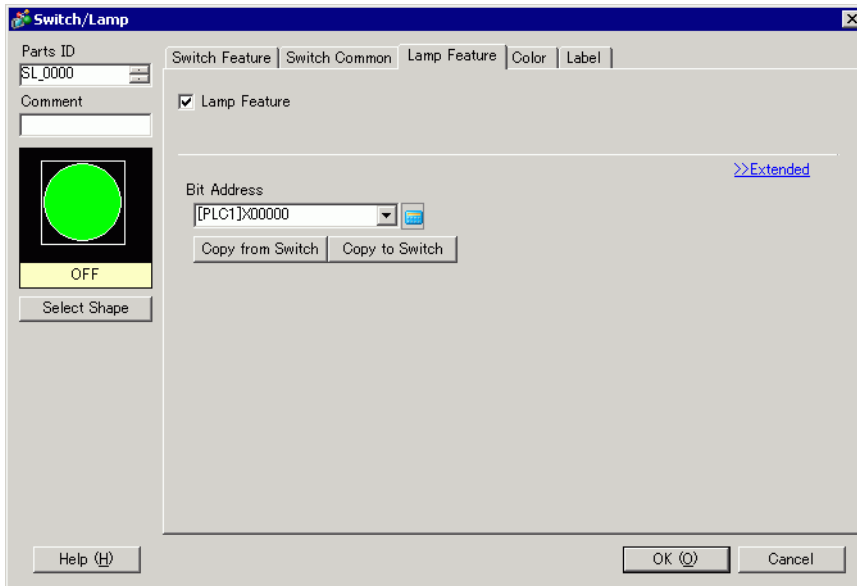 Switch/Lamp
Parts ID
SL_0000
Comment
OFF
Select Shape
Switch Feature
Switch Common
Lamp Feature
Color
Label
Lamp Feature
>>Extended
Bit Address
[PLC1]X00000
Copy from Switch
Copy to Switch
Help (H)
OK (O)
Cancel